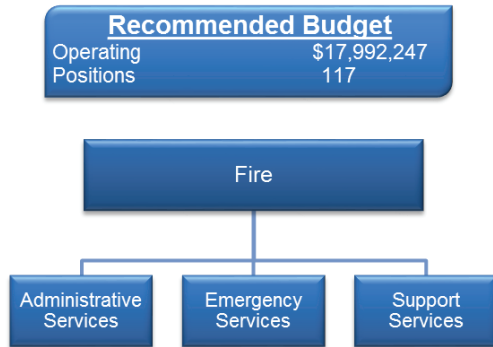 Recommended Budget
Operating $17,992,247
Positions 117
Fire
Administrative
Services
Emergency
Services
Support
Services